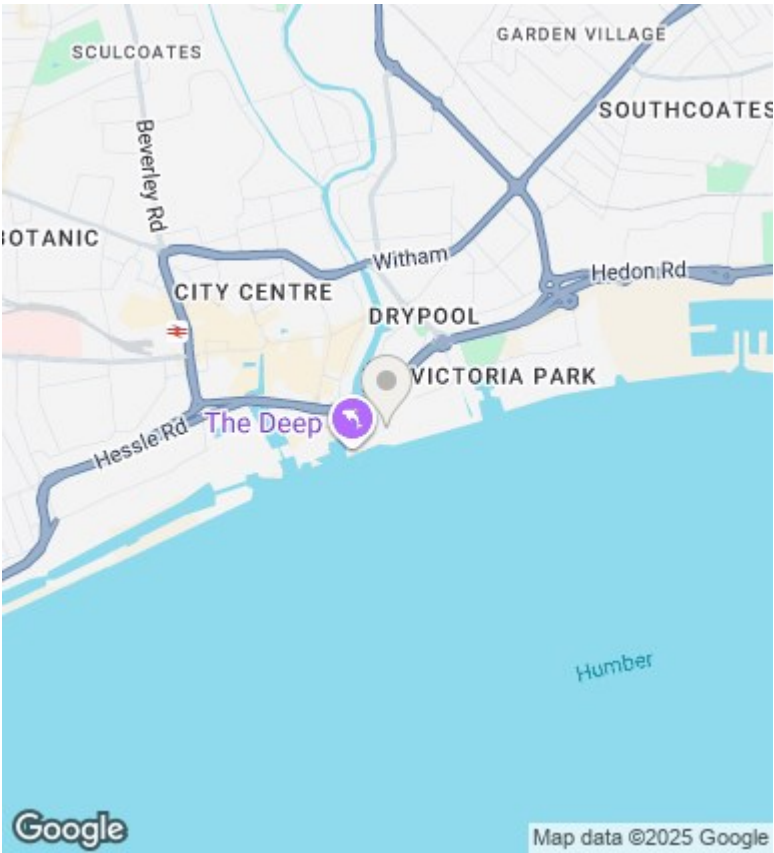 GARDEN VILLAGE
SCULCOATES
SOUTHCOATES
Beverley Rd
BOTANIC
Witham
Hedon Rd
CITY CENTRE
DRYPOOL
VICTORIA PARK
The Deep
Hessle Rd
Humber
Google
Map data ©2025 Google